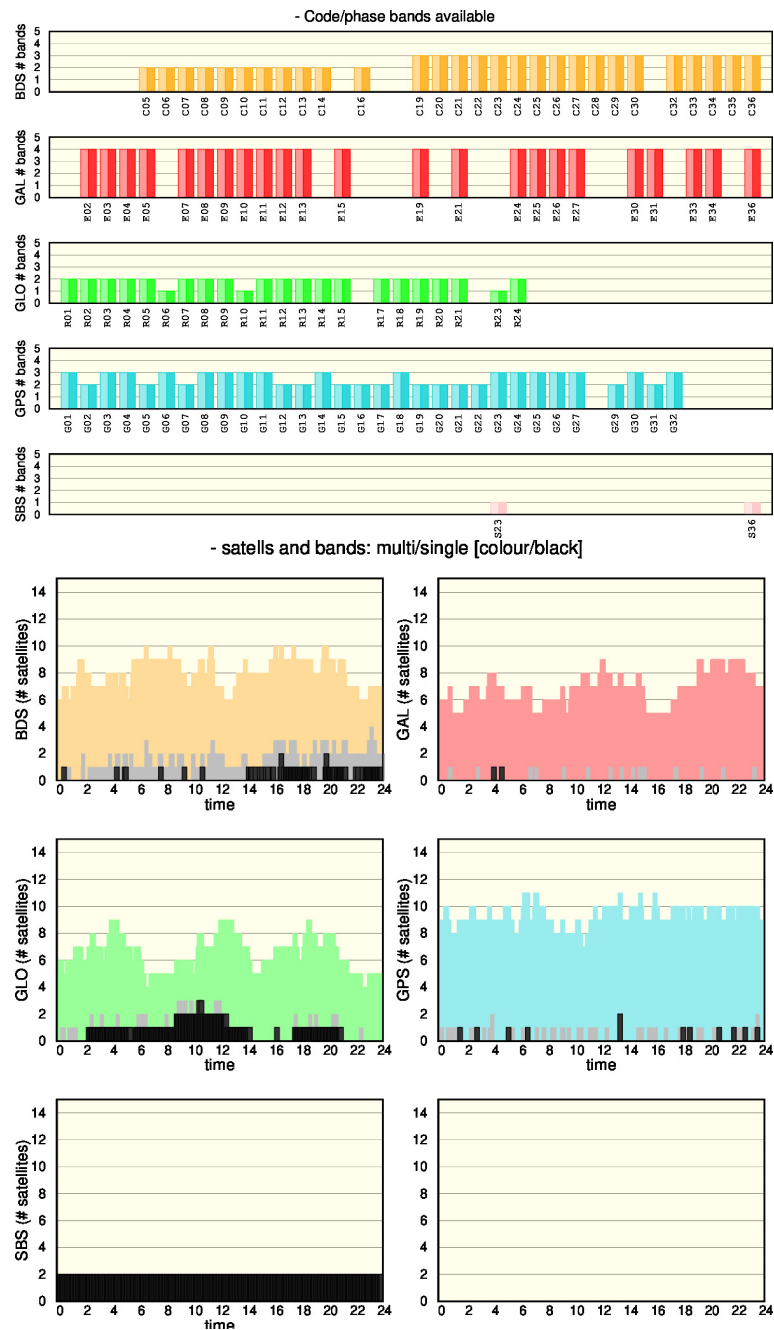 - Code/phase bands available
BDS # bands
5
4
3
2
1
0
C05 C06 C07 C08 C09 C10 C11 C12 C13 C14 C16 C19 C20 C21 C22 C23 C24 C25 C26 C27 C28 C29 C30 C32 C33 C34 C35 C36
GAL # bands
5
4
3
2
1
0
E02 E03 E04 E05 E07 E08 E09 E10 E11 E12 E13 E15 E19 E21 E24 E25 E26 E27 E30 E31 E33 E34 E36
GLO # bands
5
4
3
2
1
0
R01 R02 R03 R04 R05 R06 R07 R08 R09 R10 R11 R12 R13 R14 R15 R17 R18 R19 R20 R21 R23 R24
GPS # bands
5
4
3
2
1
0
G01 G02 G03 G04 G05 G06 G07 G08 G09 G10 G11 G12 G13 G14 G15 G16 G17 G18 G19 G20 G21 G22 G23 G24 G25 G26 G27 G29 G30 G31 G32
SBS # bands
5
4
3
2
1
0
S23 S36
- satells and bands: multi/single [colour/black]
BDS (# satellites)
14
12
10
8
6
4
2
0
0 2 4 6 8 10 12 14 16 18 20 22 24
time
GAL (# satellites)
14
12
10
8
6
4
2
0
0 2 4 6 8 10 12 14 16 18 20 22 24
time
GLO (# satellites)
14
12
10
8
6
4
2
0
0 2 4 6 8 10 12 14 16 18 20 22 24
time
GPS (# satellites)
14
12
10
8
6
4
2
0
0 2 4 6 8 10 12 14 16 18 20 22 24
time
SBS (# satellites)
14
12
10
8
6
4
2
0
0 2 4 6 8 10 12 14 16 18 20 22 24
time
14
12
10
8
6
4
2
0
0 2 4 6 8 10 12 14 16 18 20 22 24